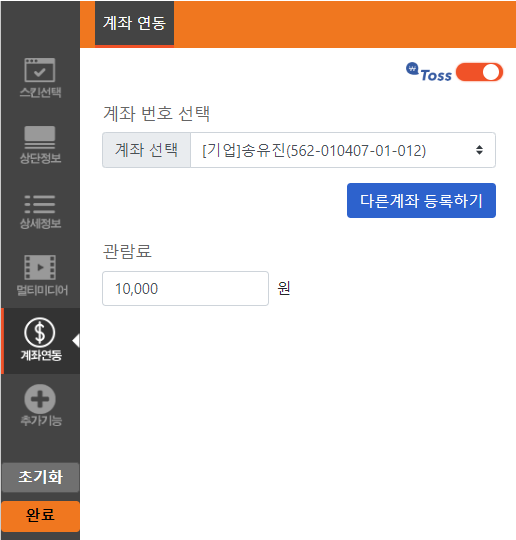 계좌 연동
Toss
스킨선택
상단정보
상세정보
멀티미디어
계좌연동
추가기능
초기화
완료
계좌 번호 선택
계좌 선택 [기업]송유진(562-010407-01-012)
다른계좌 등록하기
관람료
10,000 원